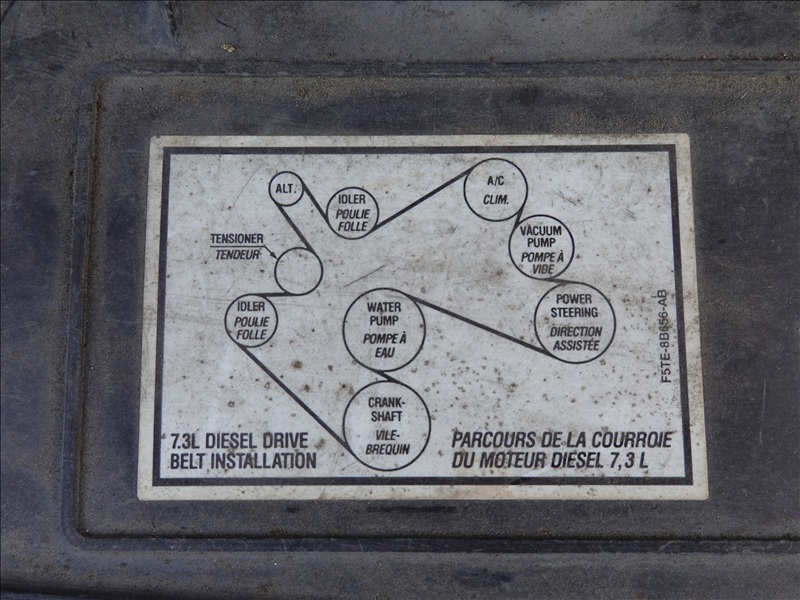 ALT.
IDLER
POULIE
FOLLE
A/C
CLIM.
TENSIONER
TENDEUR
VACUUM
PUMP
POMPE À
VIDE
IDLER
POULIE
FOLLE
WATER
PUMP
POMPE À
EAU
POWER
STEERING
DIRECTION
ASSISTÉE
F5TE-8B656-AB
CRANK-
SHAFT
VILE-
BREQUIN
7.3L DIESEL DRIVE
BELT INSTALLATION
PARCOURS DE LA COURROIE
DU MOTEUR DIESEL 7,3 L